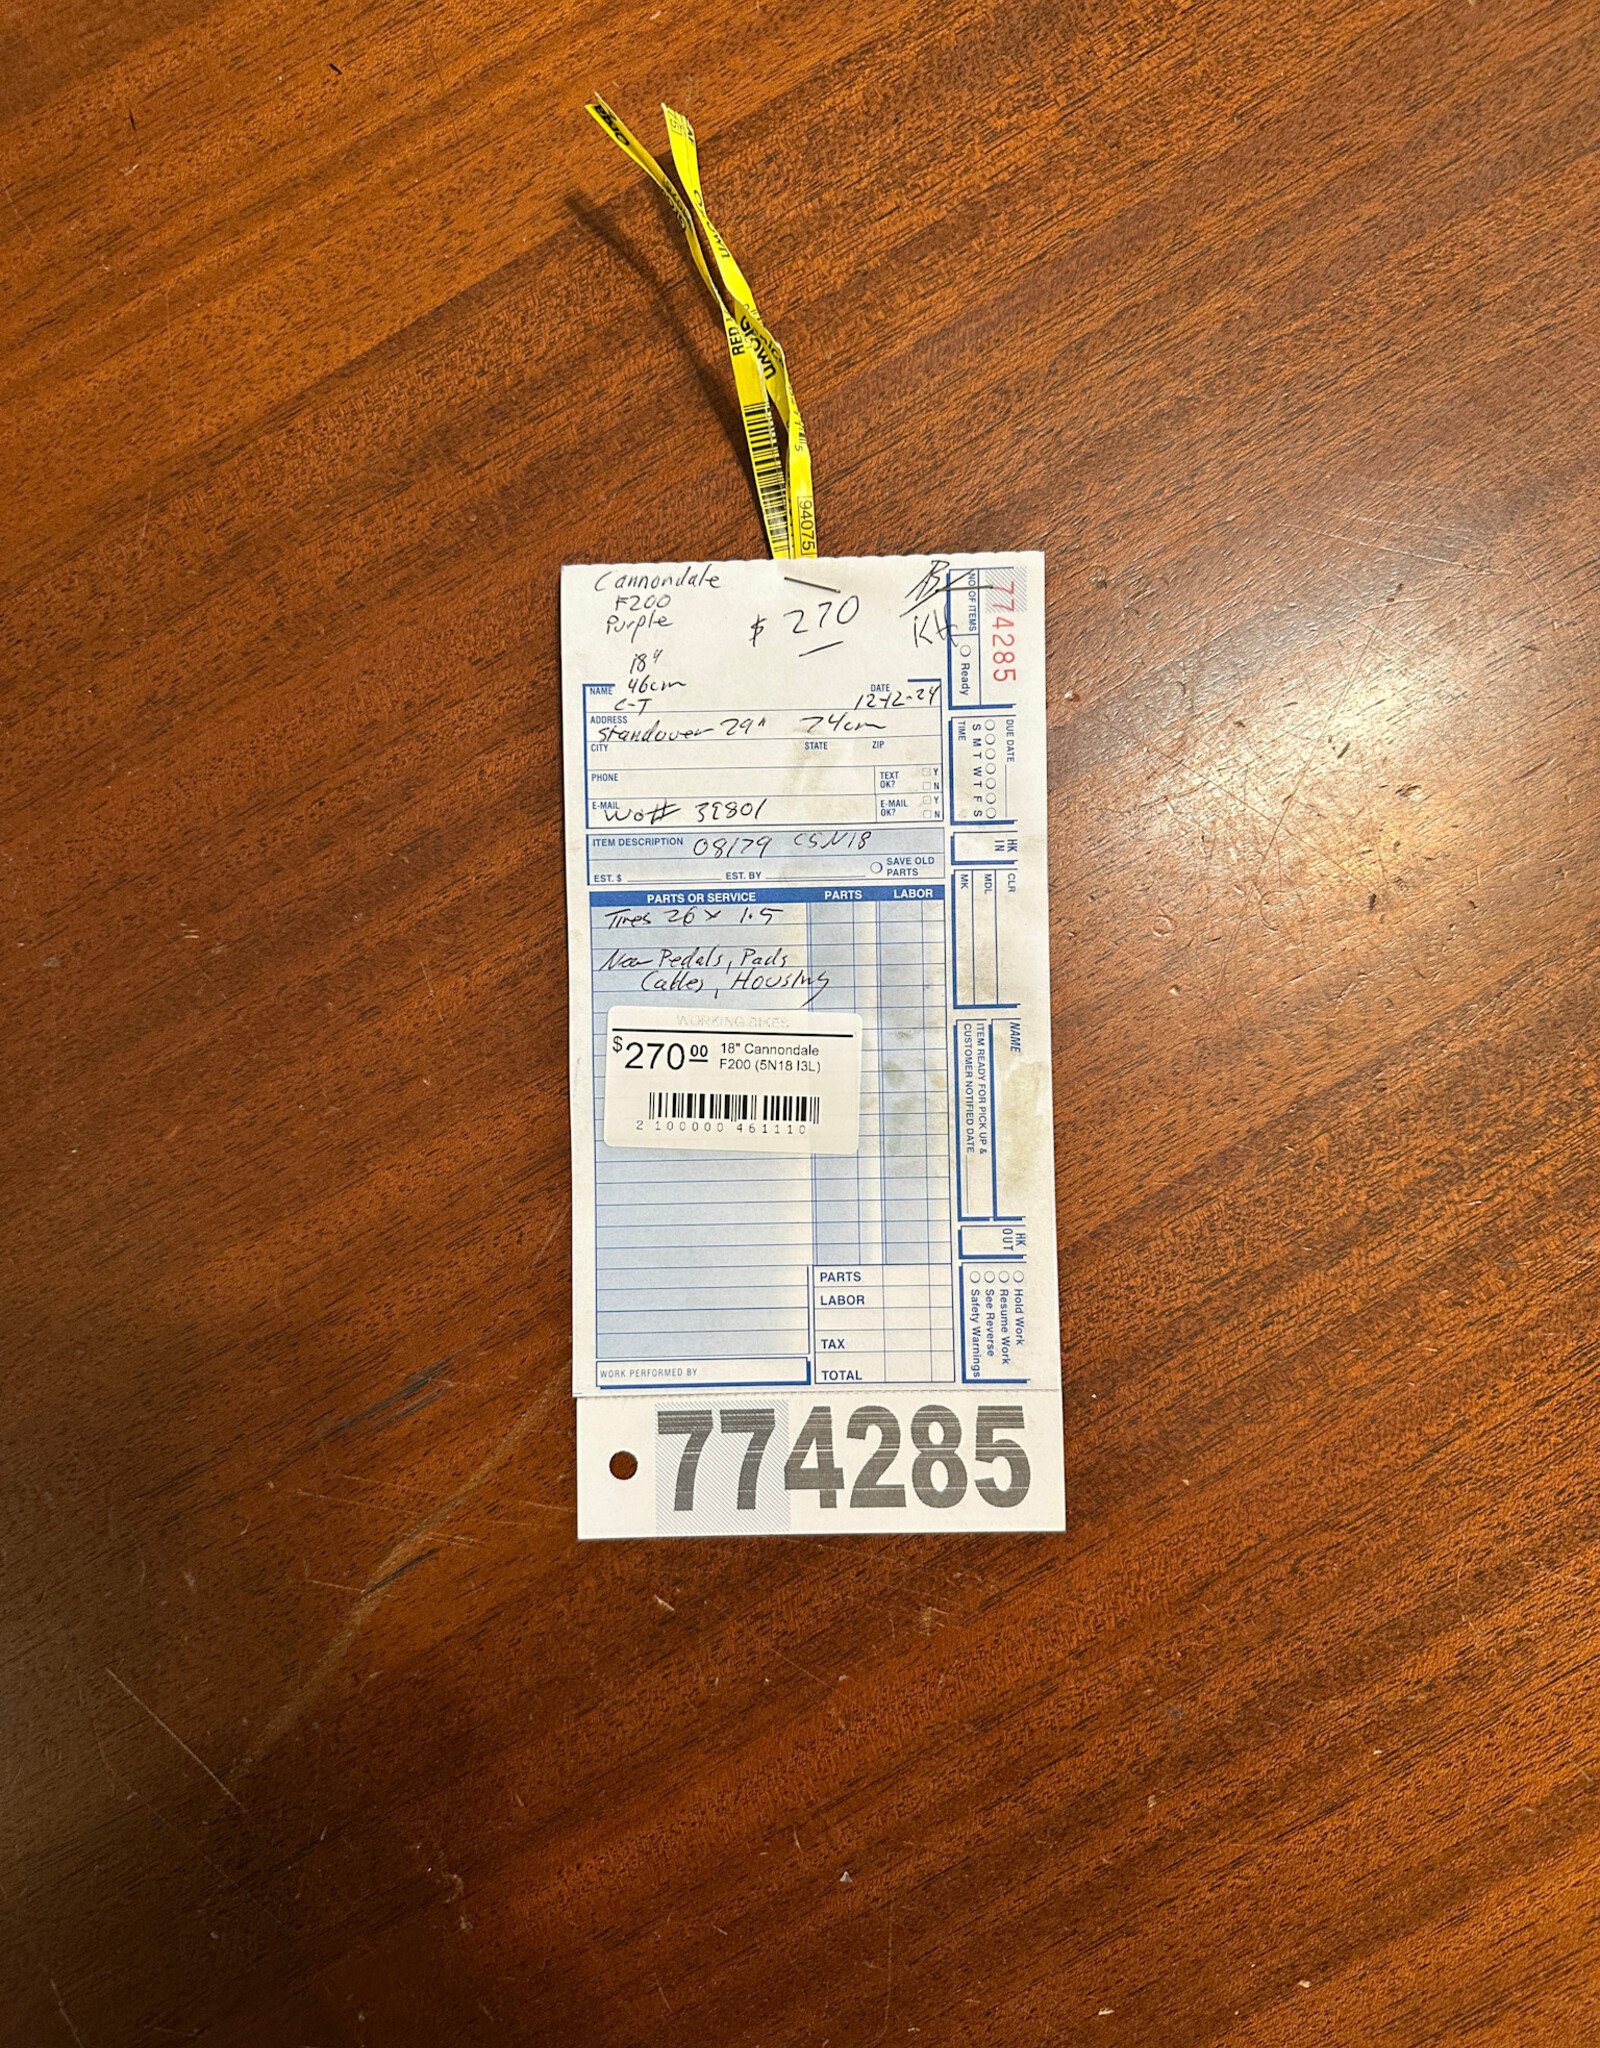 94075
RED
GROWN
Cannondale
F200
Purple
$ 270
KH
18"
46cm
C-T
NAME
DATE
12-12-24
ADDRESS
Standover 29" 74cm
CITY STATE ZIP
PHONE
TEXT OK? Y N
E-MAIL
WO# 39801
E-MAIL OK? Y N
ITEM DESCRIPTION 08179 CSN18
EST. $ EST. BY
SAVE OLD PARTS
PARTS OR SERVICE PARTS LABOR
Tires 26 x 1.5
New Pedals, Pads
Cables, Housing
WORKING BIKES
$270.00
18" Cannondale
F200 (5N18 I3L)
2 100000 461110
PARTS
LABOR
TAX
TOTAL
WORK PERFORMED BY
774285
NO. OF ITEMS
Ready
DUE DATE
S M T W T F S
TIME
HK IN
CLR
MDL
MK
NAME
ITEM READY FOR PICK UP &
CUSTOMER NOTIFIED DATE
HK OUT
Hold Work
Resume Work
See Reverse
Safety Warnings
774285